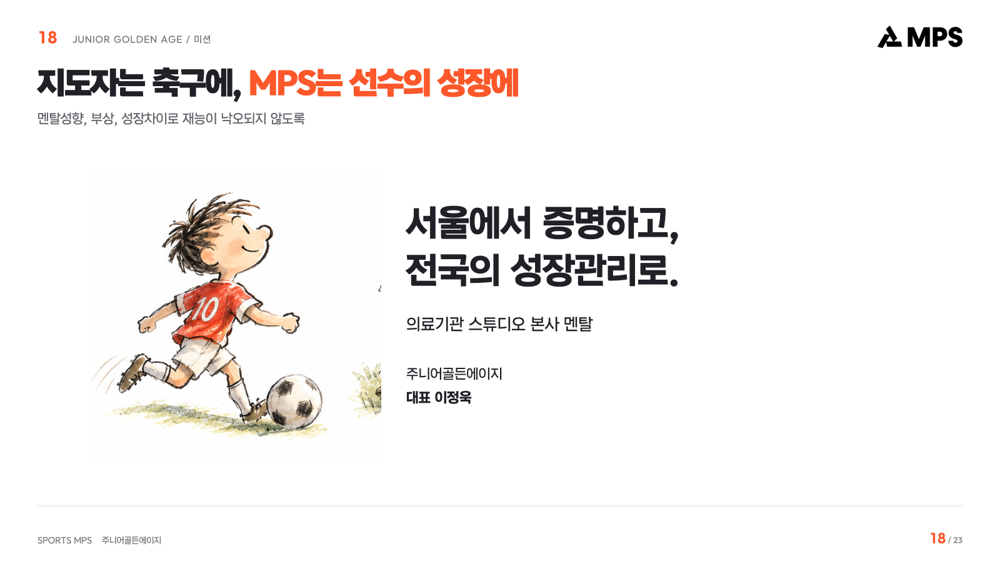 18 JUNIOR GOLDEN AGE / 미션
MPS
지도자는 축구에, MPS는 선수의 성장에
멘탈성향, 부상, 성장차이로 재능이 낙오되지 않도록
10
서울에서 증명하고,
전국의 성장관리로.
의료기관 스튜디오 본사 멘탈
주니어골든에이지
대표 이정욱
SPORTS MPS 주니어골든에이지
18 / 23